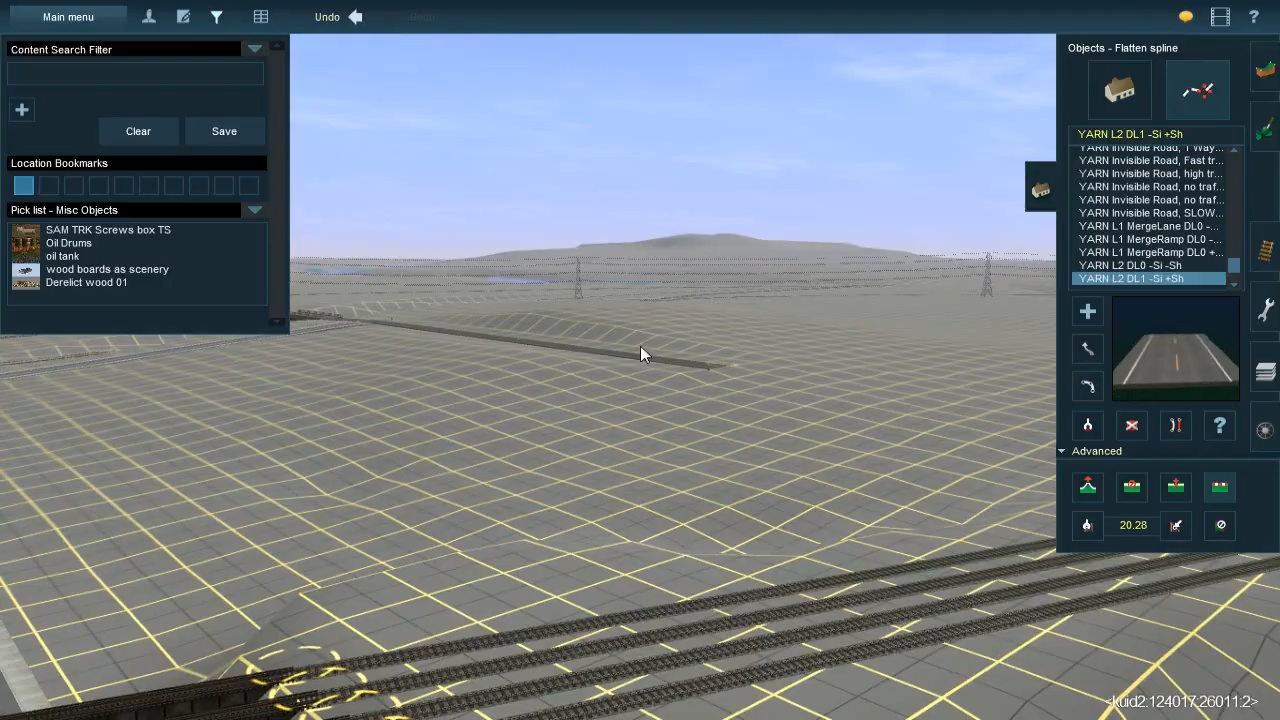 Main menu
Undo
Redo
?
Content Search Filter
Clear
Save
Location Bookmarks
Pick list - Misc Objects
SAM TRK Screws box TS
Oil Drums
oil tank
wood boards as scenery
Derelict wood 01
Objects - Flatten spline
YARN L2 DL1 -Si +Sh
YARN Invisible Road, 1 Way...
YARN Invisible Road, Fast tr...
YARN Invisible Road, high tr...
YARN Invisible Road, no traf...
YARN Invisible Road, no traf...
YARN Invisible Road, SLOW...
YARN L1 MergeLane DL0 -...
YARN L1 MergeRamp DL0 -...
YARN L1 MergeRamp DL0 +...
YARN L2 DL0 -Si -Sh
YARN L2 DL1 -Si +Sh
?
Advanced
20.28
<kuid2:124017:26011:2>